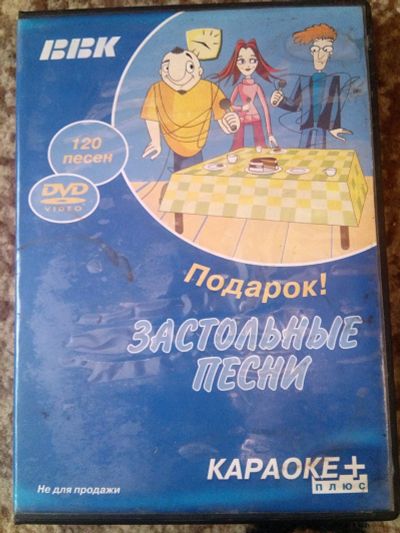 BBK
120
песен
DVD
VIDEO
Подарок!
ЗАСТОЛЬНЫЕ
ПЕСНИ
КАРАОКЕ+
ПЛЮС
Не для продажи